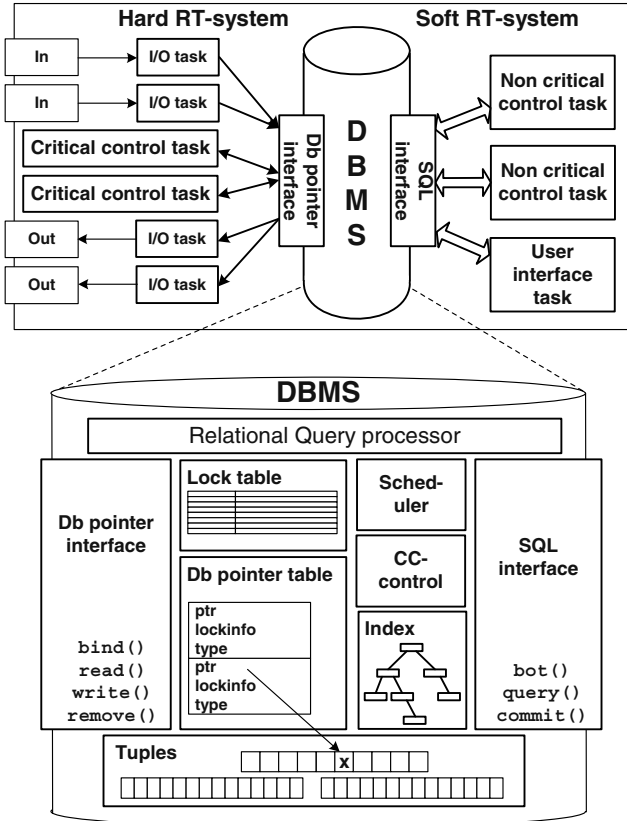 Hard RT-system
Soft RT-system
In
I/O task
In
I/O task
Critical control task
Critical control task
Out
I/O task
Out
I/O task
Db pointer
interface
D
B
M
S
SQL
interface
Non critical
control task
Non critical
control task
User
interface
task
DBMS
Relational Query processor
Db pointer
interface
bind()
read()
write()
remove()
Lock table
Db pointer table
ptr
lockinfo
type
ptr
lockinfo
type
Sched-
uler
CC-
control
Index
SQL
interface
bot()
query()
commit()
Tuples
x